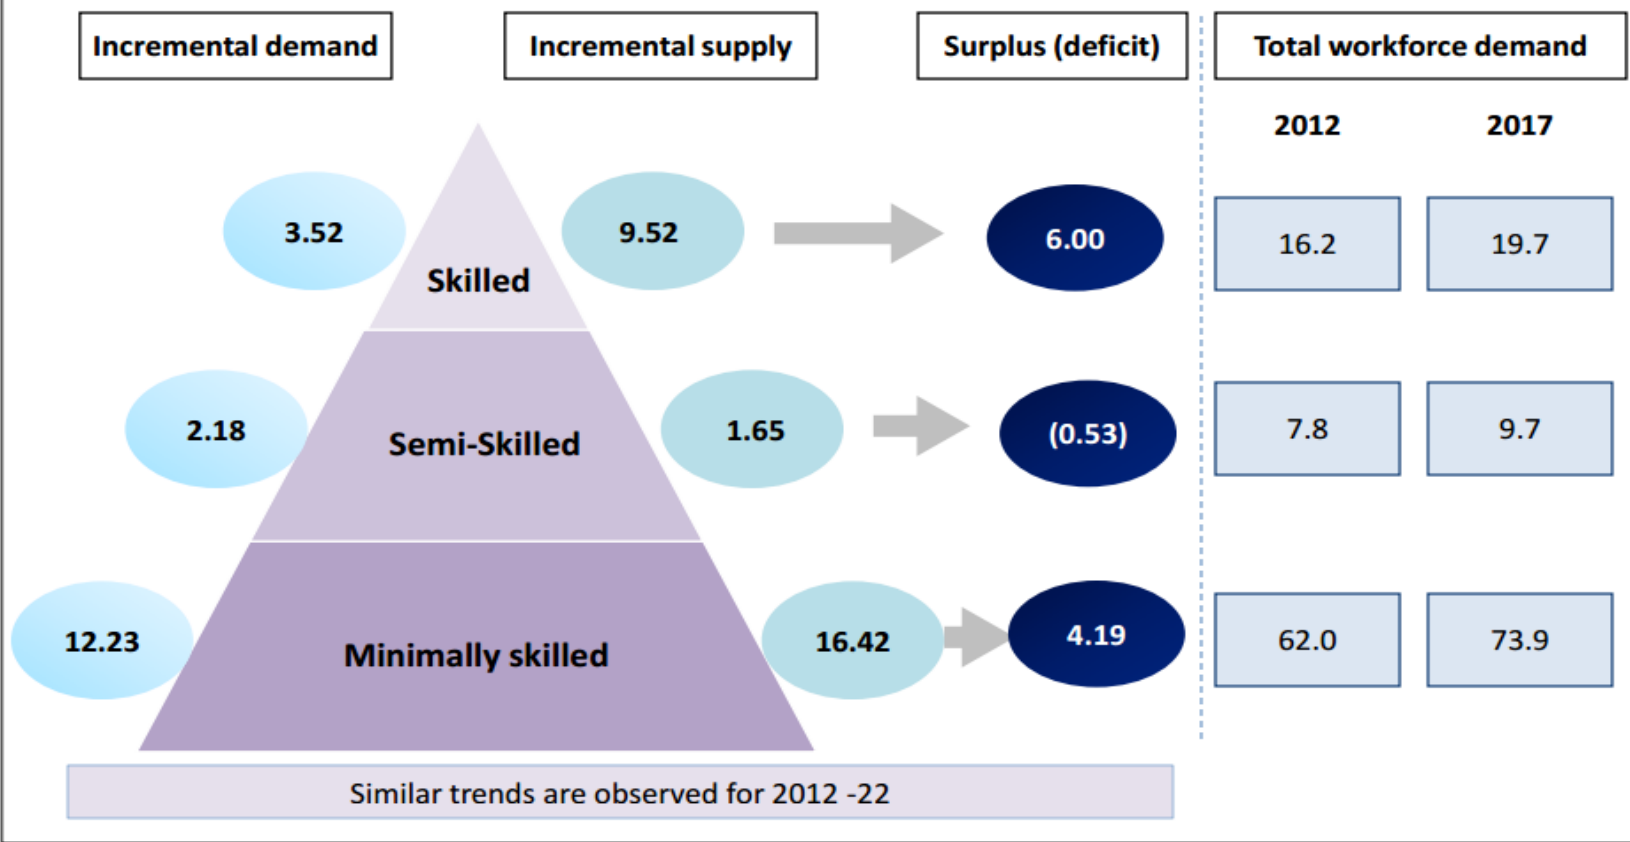 Incremental demand
Incremental supply
Surplus (deficit)
Total workforce demand
2012
2017
3.52
9.52
6.00
16.2
19.7
Skilled
2.18
1.65
(0.53)
7.8
9.7
Semi-Skilled
12.23
16.42
4.19
62.0
73.9
Minimally skilled
Similar trends are observed for 2012 -22